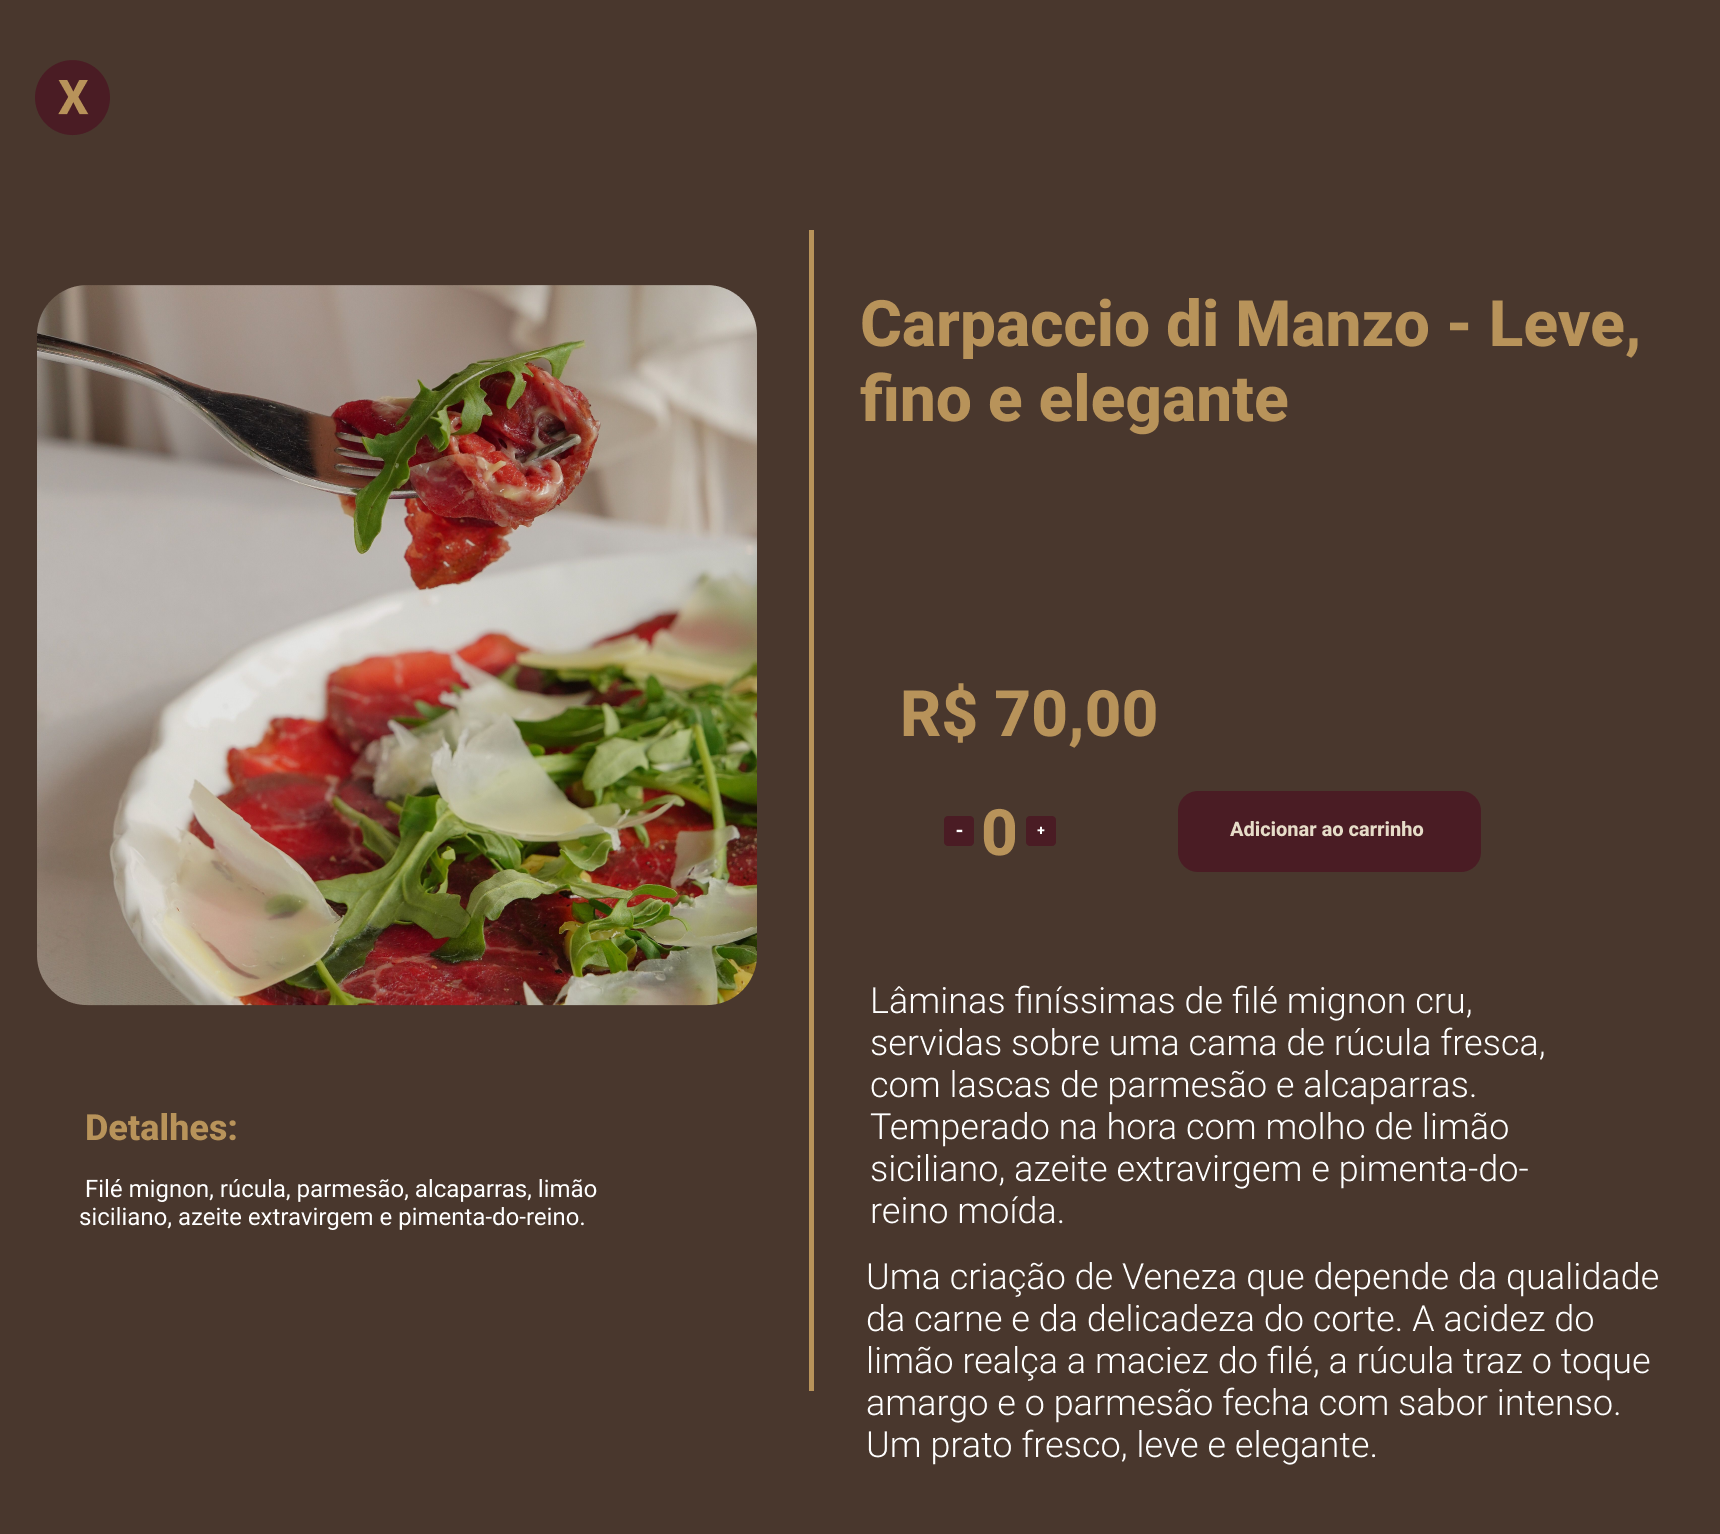 X
Carpaccio di Manzo - Leve,
fino e elegante
R$ 70,00
- 0 +
Adicionar ao carrinho
Lâminas finíssimas de filé mignon cru,
servidas sobre uma cama de rúcula fresca,
com lascas de parmesão e alcaparras.
Temperado na hora com molho de limão
siciliano, azeite extravirgem e pimenta-do-
reino moída.
Uma criação de Veneza que depende da qualidade
da carne e da delicadeza do corte. A acidez do
limão realça a maciez do filé, a rúcula traz o toque
amargo e o parmesão fecha com sabor intenso.
Um prato fresco, leve e elegante.
Detalhes:
Filé mignon, rúcula, parmesão, alcaparras, limão
siciliano, azeite extravirgem e pimenta-do-reino.